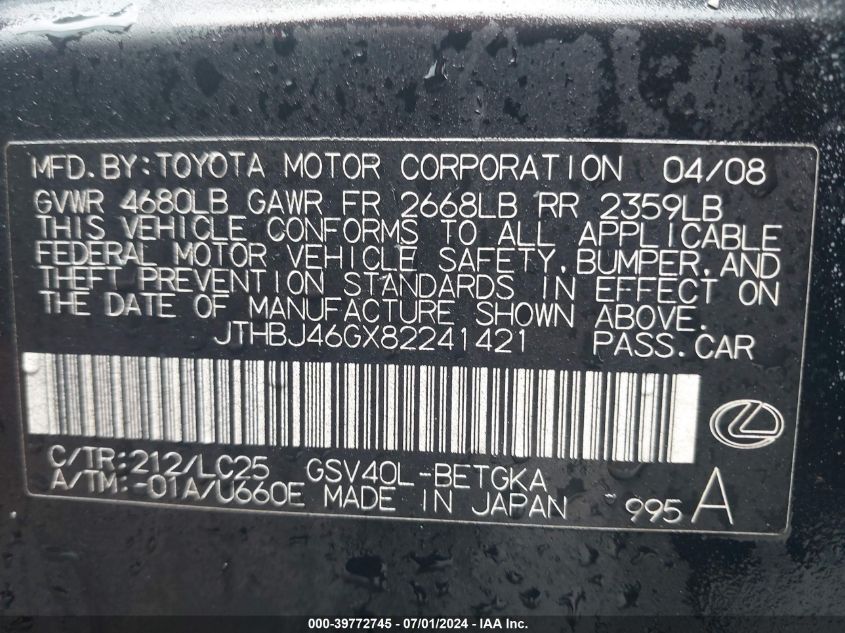 MFD.BY:TOYOTA MOTOR CORPORATION 04/08
GVWR 4680LB GAWR FR 2668LB RR 2359LB
THIS VEHICLE CONFORMS TO ALL APPLICABLE
FEDERAL MOTOR VEHICLE SAFETY,BUMPER,AND
THEFT PREVENTION STANDARDS IN EFFECT ON
THE DATE OF MANUFACTURE SHOWN ABOVE.
JTHBJ46GX82241421 PASS.CAR
C/TR:212/LC25 GSV40L-BETGKA
A/TM:-01A/U660E MADE IN JAPAN 995A
000-39772745 / 07/01/2024 - IAA Inc.